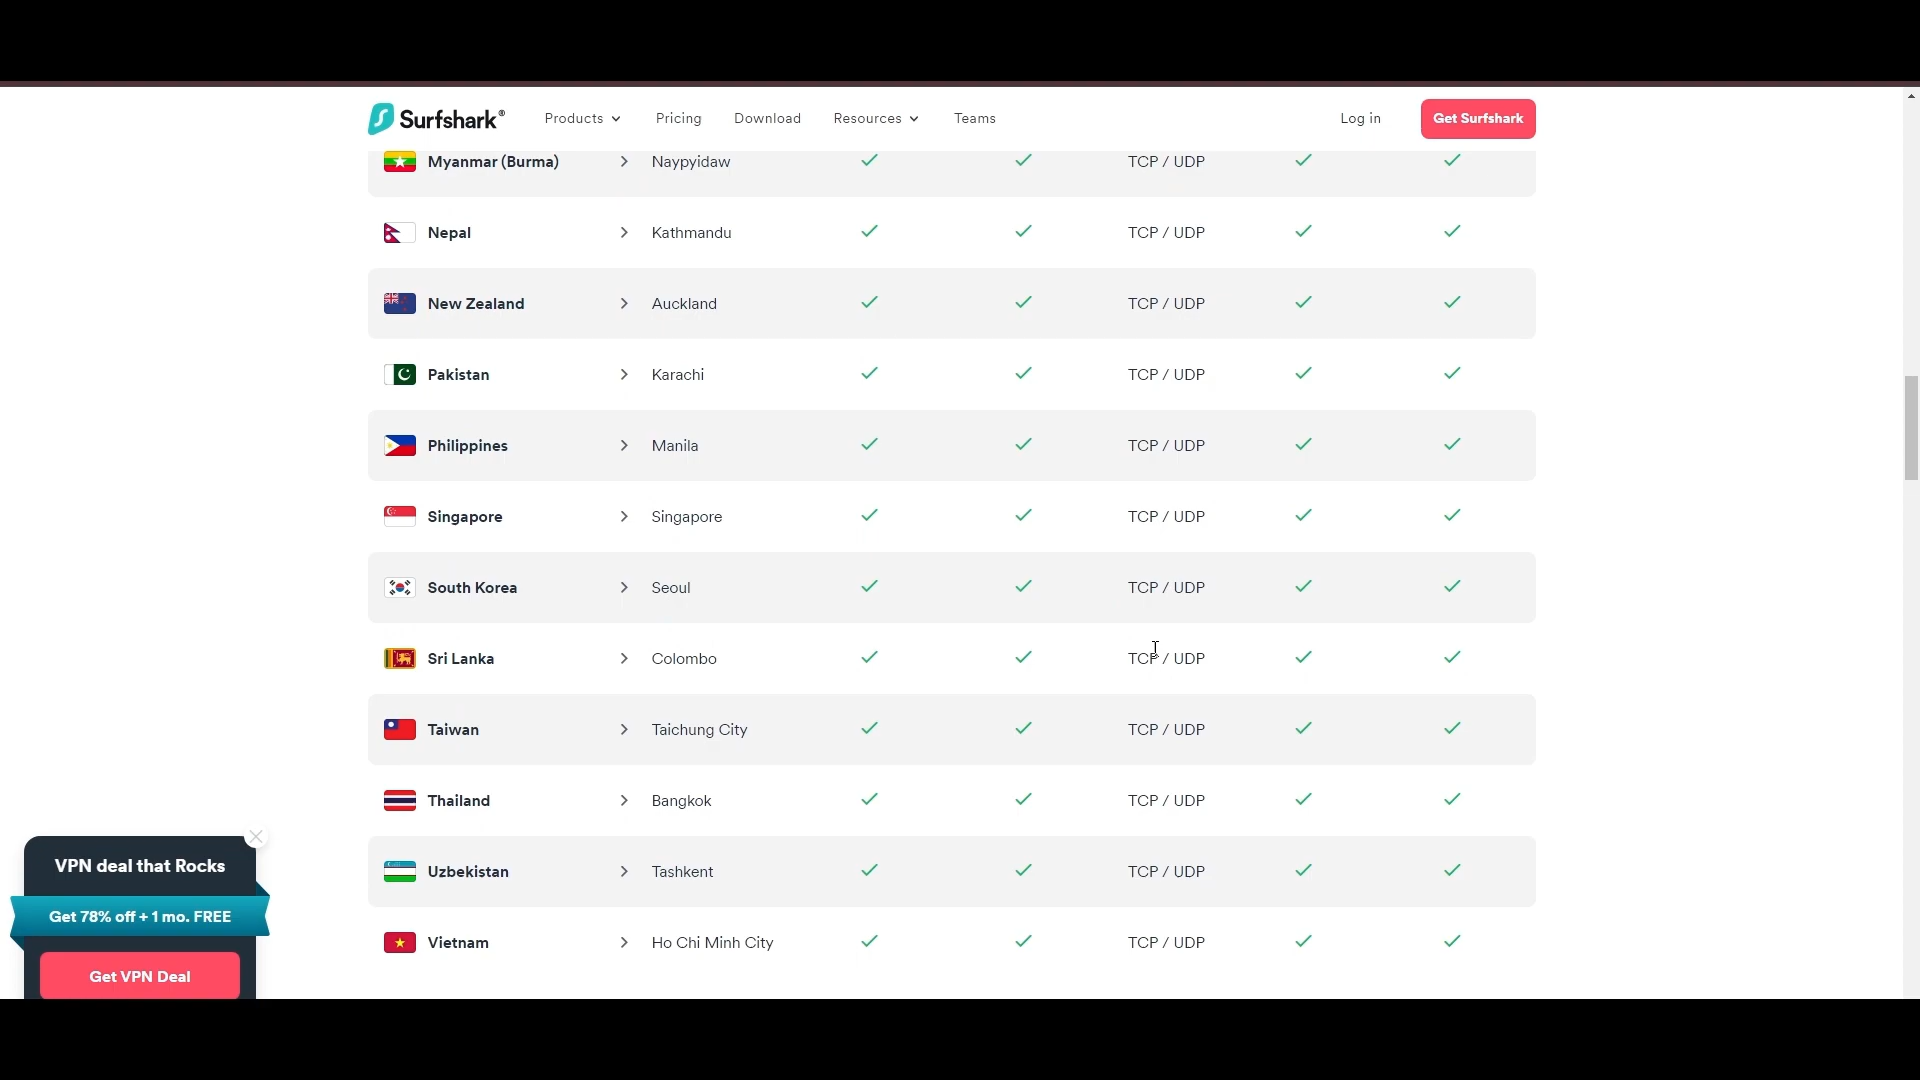 Surfshark® Products Pricing Download Resources Teams Log in Get Surfshark
Myanmar (Burma) Naypyidaw TCP / UDP
Nepal Kathmandu TCP / UDP
New Zealand Auckland TCP / UDP
Pakistan Karachi TCP / UDP
Philippines Manila TCP / UDP
Singapore Singapore TCP / UDP
South Korea Seoul TCP / UDP
Sri Lanka Colombo TCP / UDP
Taiwan Taichung City TCP / UDP
Thailand Bangkok TCP / UDP
Uzbekistan Tashkent TCP / UDP
Vietnam Ho Chi Minh City TCP / UDP
VPN deal that Rocks
Get 78% off + 1 mo. FREE
Get VPN Deal